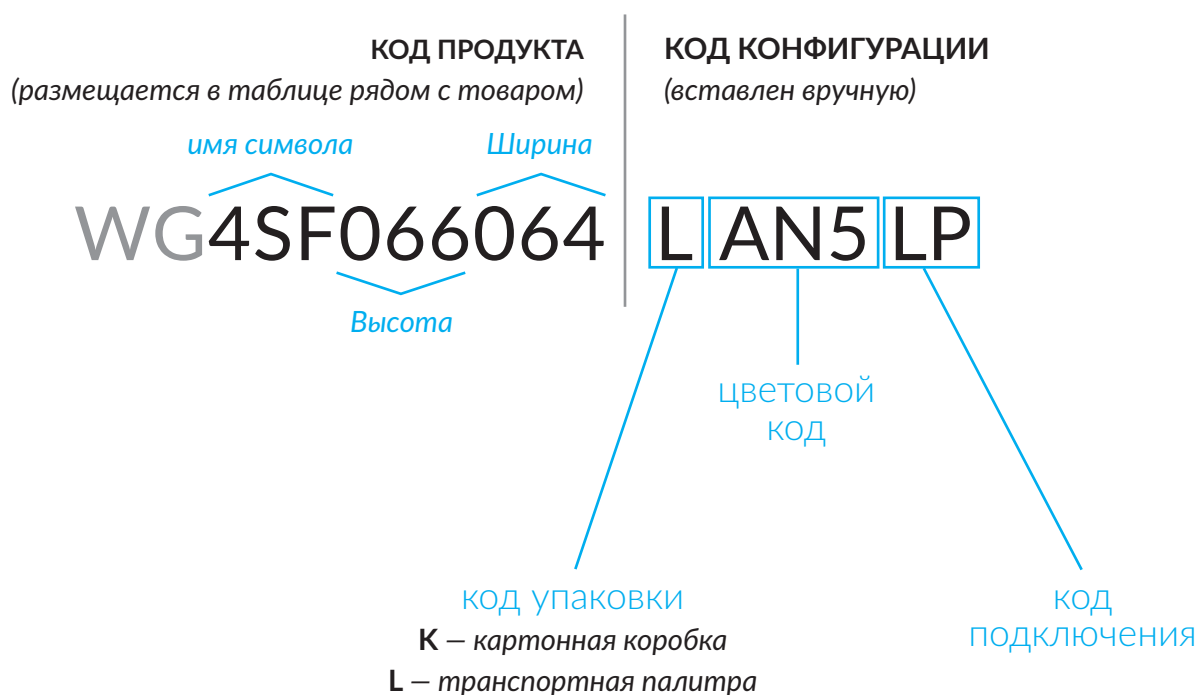 КОД ПРОДУКТА
(размещается в таблице рядом с товаром)
КОД КОНФИГУРАЦИИ
(вставлен вручную)
имя символа
Ширина
WG4SF066064 L AN5 LP
Высота
цветовой
код
код упаковки
K — картонная коробка
L — транспортная палитра
код
подключения